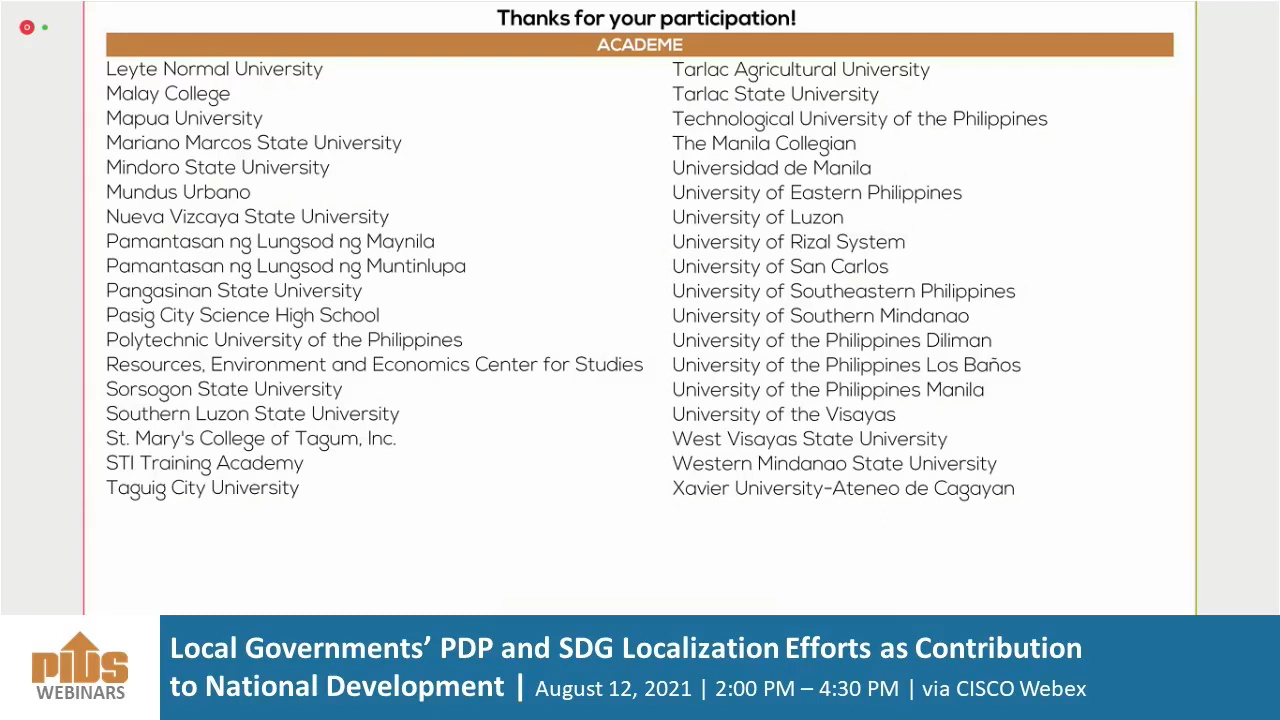 Thanks for your participation!
ACADEME
Leyte Normal University
Malay College
Mapua University
Mariano Marcos State University
Mindoro State University
Mundus Urbano
Nueva Vizcaya State University
Pamantasan ng Lungsod ng Maynila
Pamantasan ng Lungsod ng Muntinlupa
Pangasinan State University
Pasig City Science High School
Polytechnic University of the Philippines
Resources, Environment and Economics Center for Studies
Sorsogon State University
Southern Luzon State University
St. Mary's College of Tagum, Inc.
STI Training Academy
Taguig City University
Tarlac Agricultural University
Tarlac State University
Technological University of the Philippines
The Manila Collegian
Universidad de Manila
University of Eastern Philippines
University of Luzon
University of Rizal System
University of San Carlos
University of Southeastern Philippines
University of Southern Mindanao
University of the Philippines Diliman
University of the Philippines Los Baños
University of the Philippines Manila
University of the Visayas
West Visayas State University
Western Mindanao State University
Xavier University-Ateneo de Cagayan
pids
WEBINARS
Local Governments’ PDP and SDG Localization Efforts as Contribution
to National Development | August 12, 2021 | 2:00 PM – 4:30 PM | via CISCO Webex